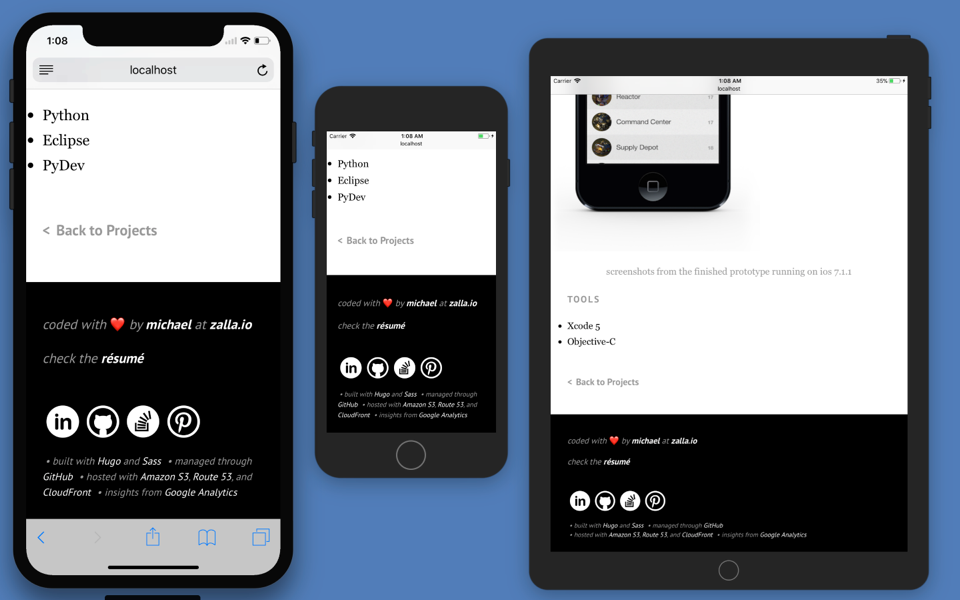 1:08
localhost
Python
Eclipse
PyDev
< Back to Projects
coded with ❤️ by michael at zalla.io
check the résumé
in
• built with Hugo and Sass • managed through
GitHub • hosted with Amazon S3, Route 53, and
CloudFront • insights from Google Analytics
Carrier 1:08 AM
localhost
Python
Eclipse
PyDev
< Back to Projects
coded with ❤️ by michael at zalla.io
check the résumé
in
• built with Hugo and Sass • managed through
GitHub • hosted with Amazon S3, Route 53, and
CloudFront • insights from Google Analytics
Carrier 1:08 AM 35%
localhost
Reactor 17
Command Center 17
Supply Depot 18
screenshots from the finished prototype running on ios 7.1.1
TOOLS
Xcode 5
Objective-C
< Back to Projects
coded with ❤️ by michael at zalla.io
check the résumé
in
• built with Hugo and Sass • managed through GitHub
• hosted with Amazon S3, Route 53, and CloudFront • insights from Google Analytics